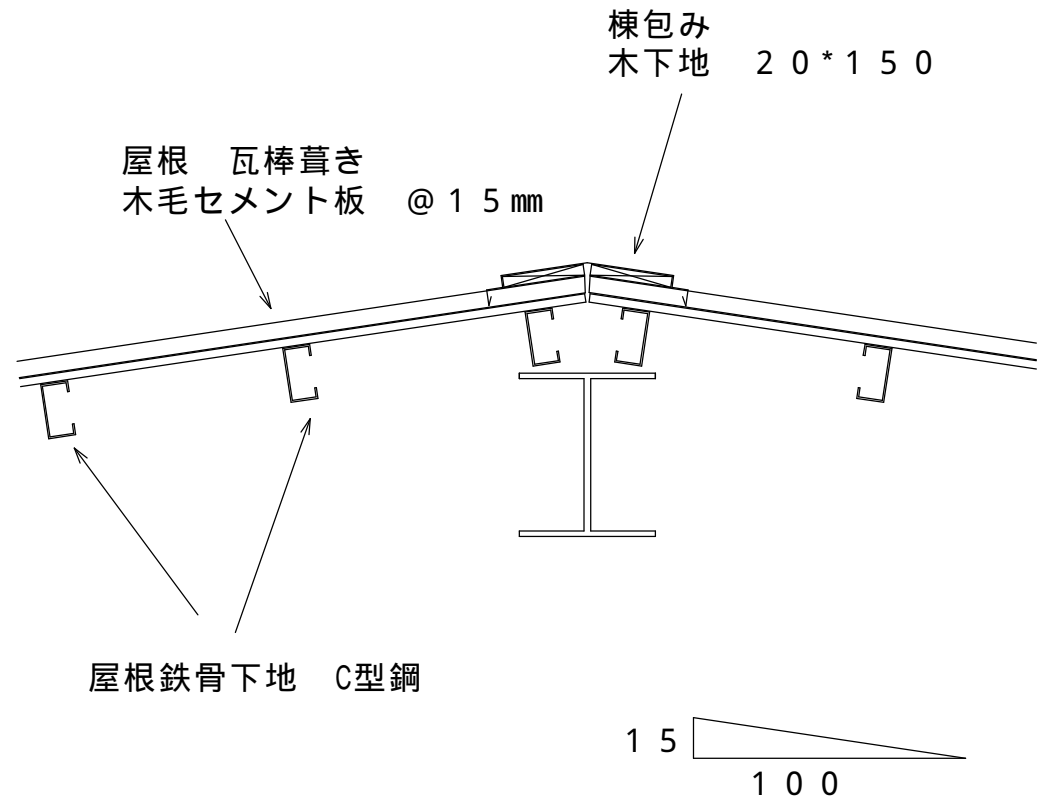 棟包み
木下地　２０*１５０
屋根　瓦棒葺き
木毛セメント板　＠１５㎜
屋根鉄骨下地　C型鋼
１５
１００